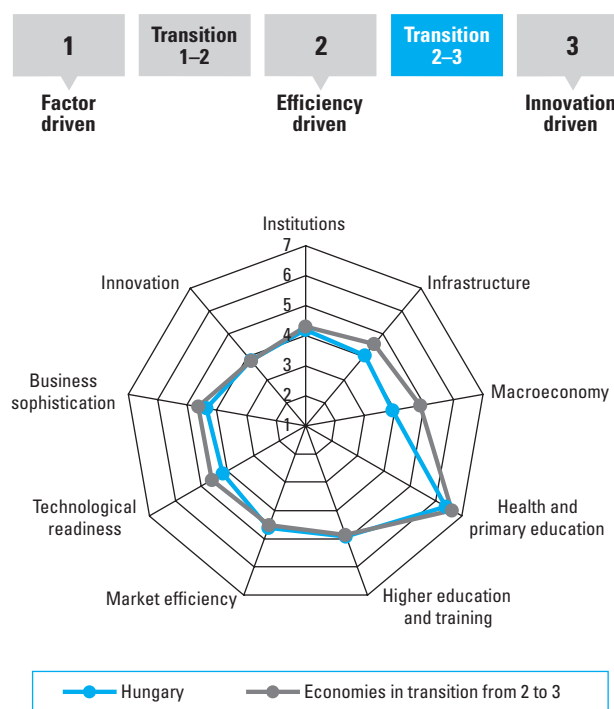 1
Transition
1–2
2
Transition
2–3
3
Factor
driven
Efficiency
driven
Innovation
driven
Institutions
7
6
5
4
3
2
1
Innovation
Infrastructure
Business
sophistication
Macroeconomy
Technological
readiness
Health and
primary education
Market efficiency
Higher education
and training
Hungary
Economies in transition from 2 to 3